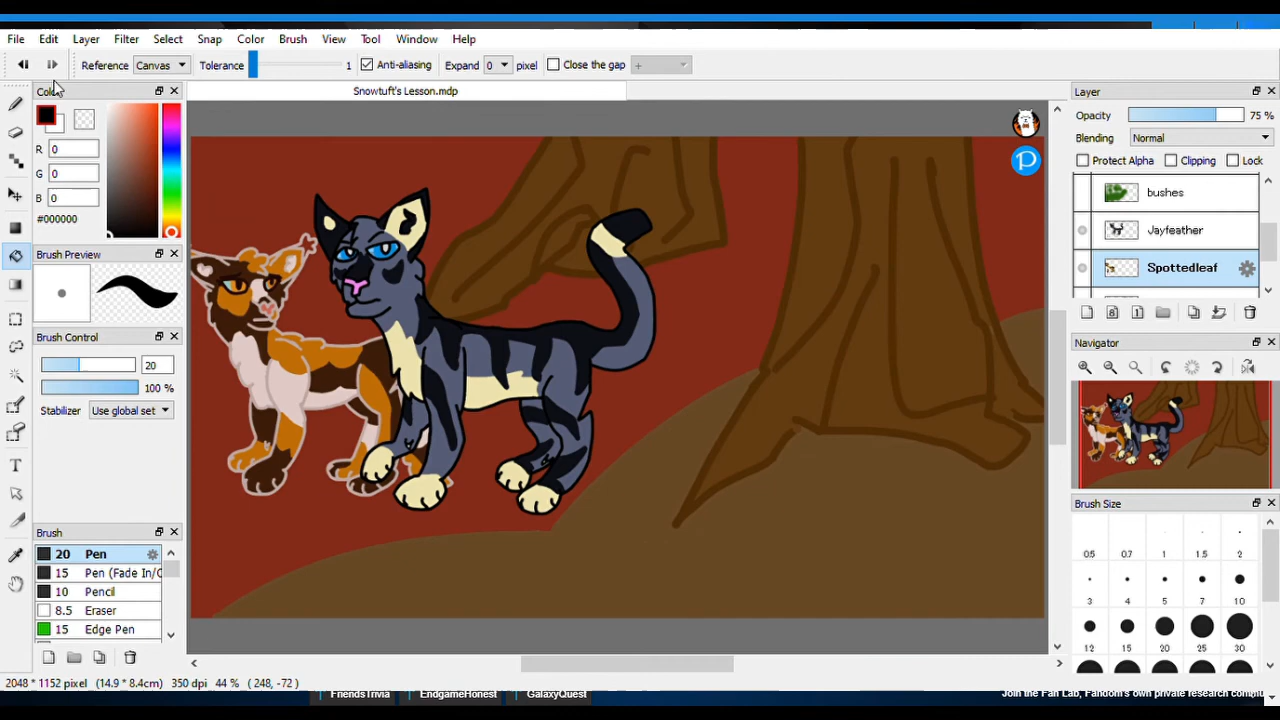 File Edit Layer Filter Select Snap Color Brush View Tool Window Help
Reference Canvas Tolerance 1 Anti-aliasing Expand 0 pixel Close the gap +
Snowtuft's Lesson.mdp
R 0
G 0
B 0
#000000
Brush Preview
Brush Control
20
100 %
Stabilizer Use global set
Brush
20 Pen
15 Pen (Fade In/
10 Pencil
8.5 Eraser
15 Edge Pen
Layer
Opacity 75 %
Blending Normal
Protect Alpha Clipping Lock
bushes
Jayfeather
Spottedleaf
Navigator
Brush Size
0.5 0.7 1 1.5 2
3 4 5 7 10
12 15 20 25 30
2048 * 1152 pixel (14.9 * 8.4cm) 350 dpi 44 % ( 248, -72 )
FriendsTrivia EndgameHonest GalaxyQuest
Join the Fan Lab, Fandom's own private research